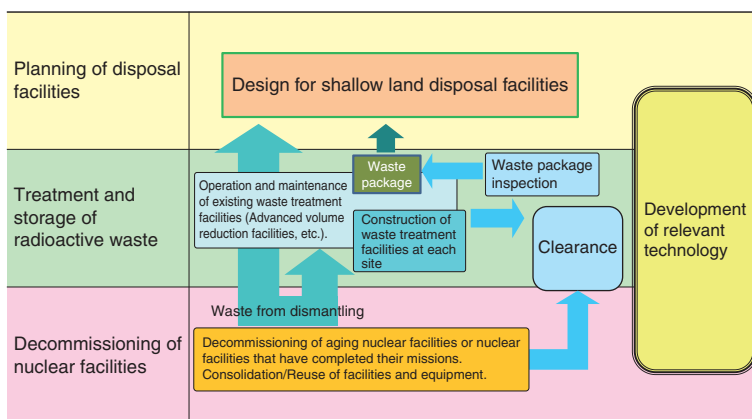 Planning of disposal
facilities
Design for shallow land disposal facilities
Treatment and
storage of
radioactive waste
Operation and maintenance
of existing waste treatment
facilities (Advanced volume
reduction facilities, etc.).
Waste
package
Waste package
inspection
Construction of
waste treatment
facilities at each
site
Clearance
Development
of relevant
technology
Waste from dismantling
Decommissioning of
nuclear facilities
Decommissioning of aging nuclear facilities or nuclear
facilities that have completed their missions.
Consolidation/Reuse of facilities and equipment.